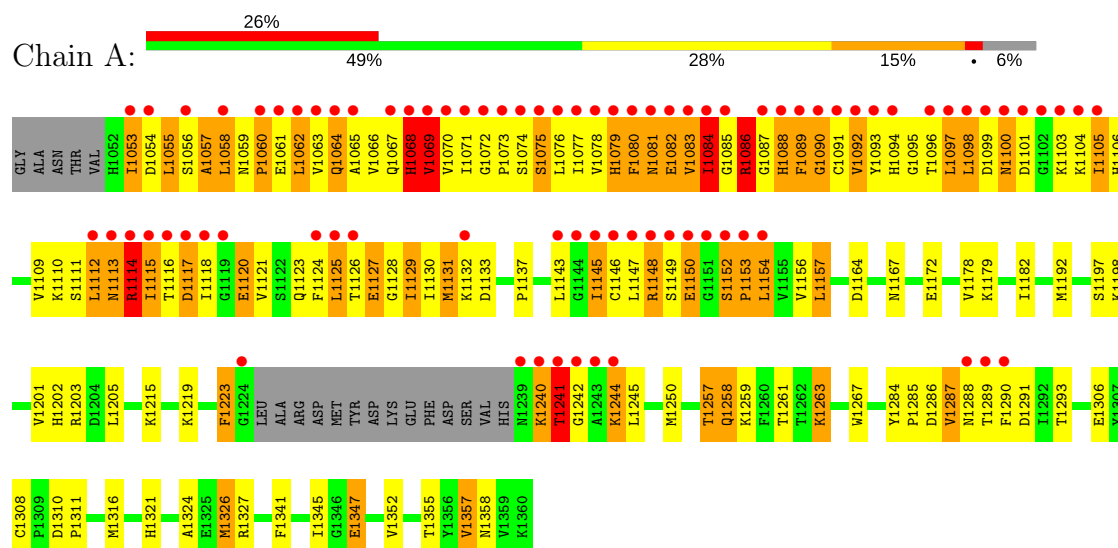 26%
Chain A:
49% 28% 15% • 6%
GLY ALA ASN THR VAL H1052 I1053 D1054 L1055 S1056 A1057 L1058 N1059 P1060 E1061 L1062 V1063 Q1064 A1065 V1066 Q1067 H1068 V1069 V1070 I1071 G1072 P1073 S1074 S1075 L1076 I1077 V1078 H1079 F1080 N1081 E1082 V1083 I1084 G1085 R1086 G1087 H1088 F1089 G1090 C1091 V1092 Y1093 H1094 G1095 T1096 L1097 L1098 D1099 N1100 D1101 G1102 K1103 K1104 I1105 H1106
V1109 K1110 S1111 L1112 N1113 R1114 I1115 T1116 D1117 I1118 G1119 E1120 V1121 S1122 Q1123 F1124 L1125 T1126 E1127 G1128 I1129 I1130 M1131 K1132 D1133 P1137 L1143 G1144 I1145 C1146 L1147 R1148 S1149 E1150 G1151 S1152 P1153 L1154 V1155 V1156 L1157 D1164 N1167 E1172 V1178 K1179 I1182 M1192 S1197 K1198
V1201 H1202 R1203 D1204 L1205 K1215 K1219 F1223 G1224 LEU ALA ARG ASP MET TYR ASP LYS GLU PHE ASP SER VAL HIS N1239 K1240 T1241 G1242 A1243 K1244 L1245 M1250 T1257 Q1258 K1259 F1260 T1261 T1262 K1263 W1267 Y1284 P1285 D1286 V1287 N1288 T1289 F1290 D1291 I1292 T1293 E1306 Y1307
C1308 P1309 D1310 P1311 M1316 H1321 A1324 E1325 M1326 R1327 F1341 I1345 G1346 E1347 V1352 T1355 Y1356 V1357 N1358 V1359 K1360